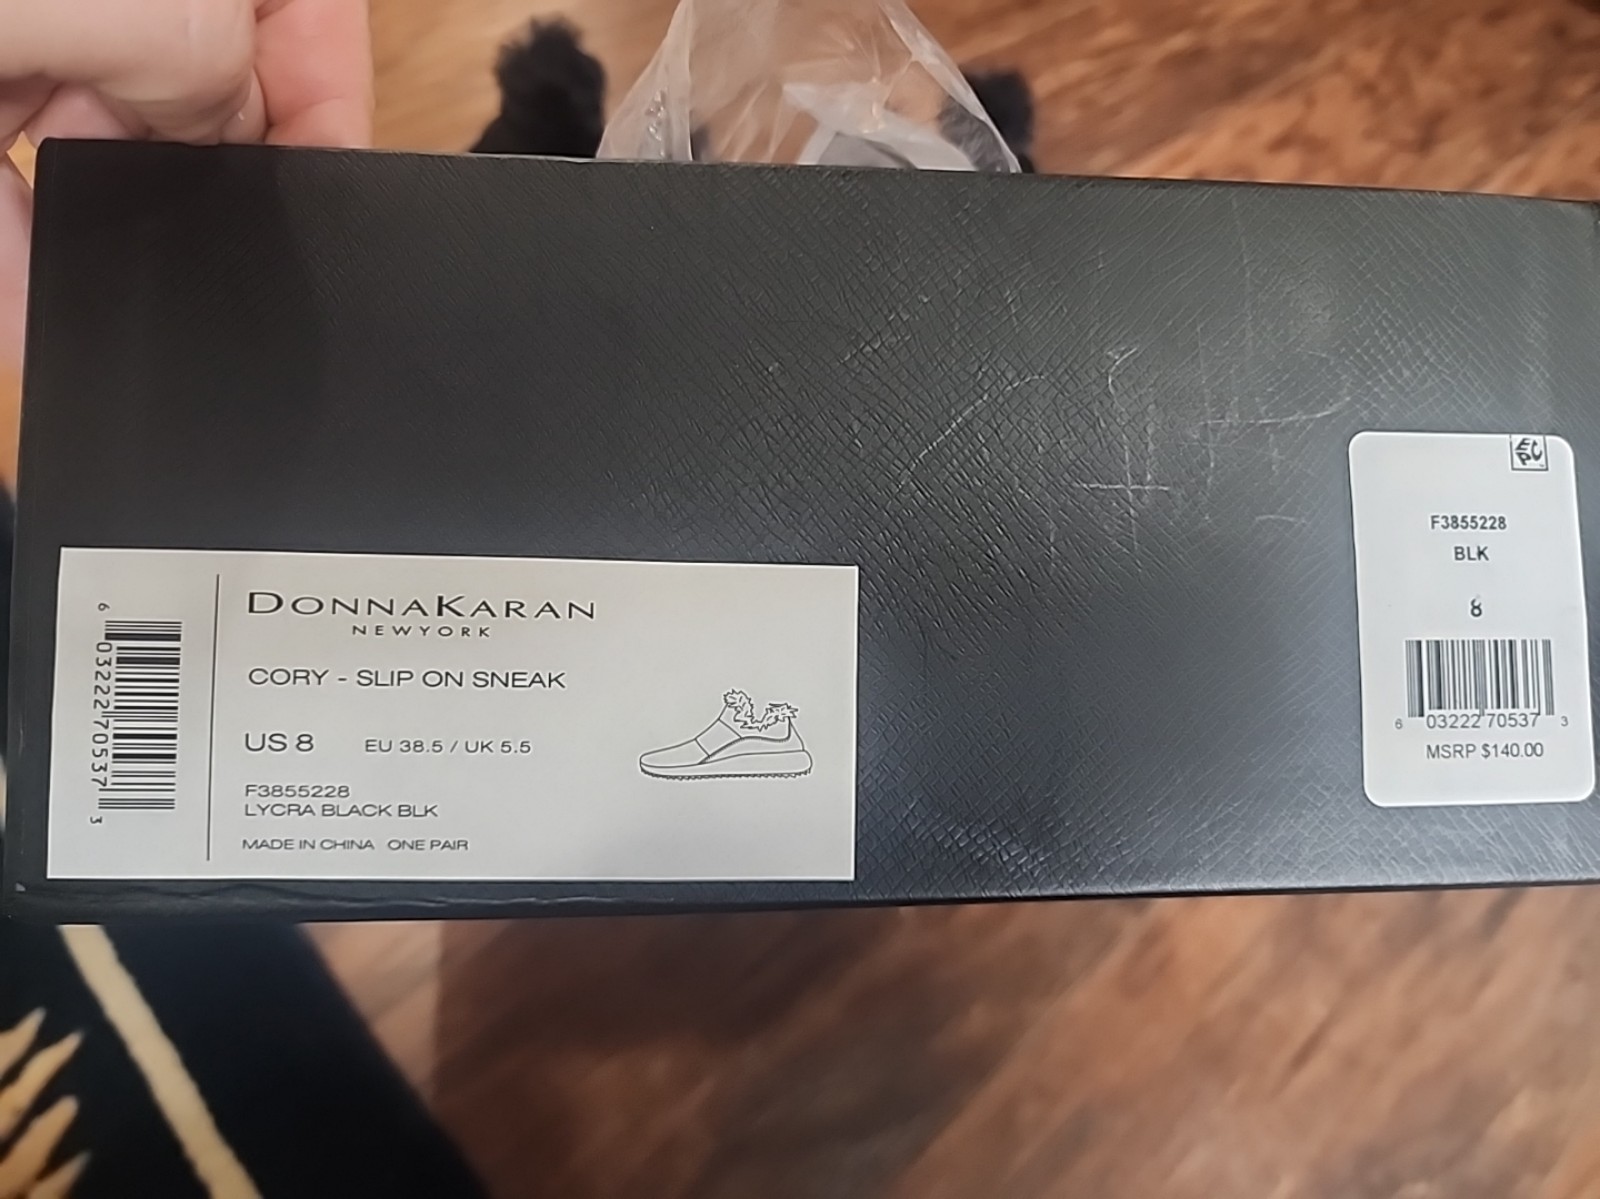 DONNAKARAN
NEWYORK
CORY - SLIP ON SNEAK
US 8 EU 38.5 / UK 5.5
F3855228
LYCRA BLACK BLK
MADE IN CHINA ONE PAIR
6 03222 70537 3
EPC
F3855228
BLK
8
6 03222 70537 3
MSRP $140.00